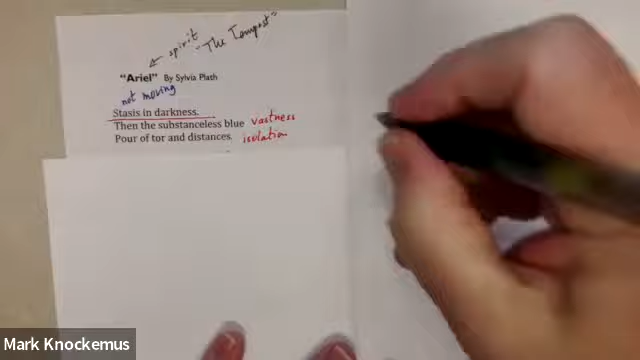 ← spirit "The Tempest"
"Ariel" By Sylvia Plath
not moving
Stasis in darkness.
Then the substanceless blue vastness
Pour of tor and distances. isolation
Mark Knockemus